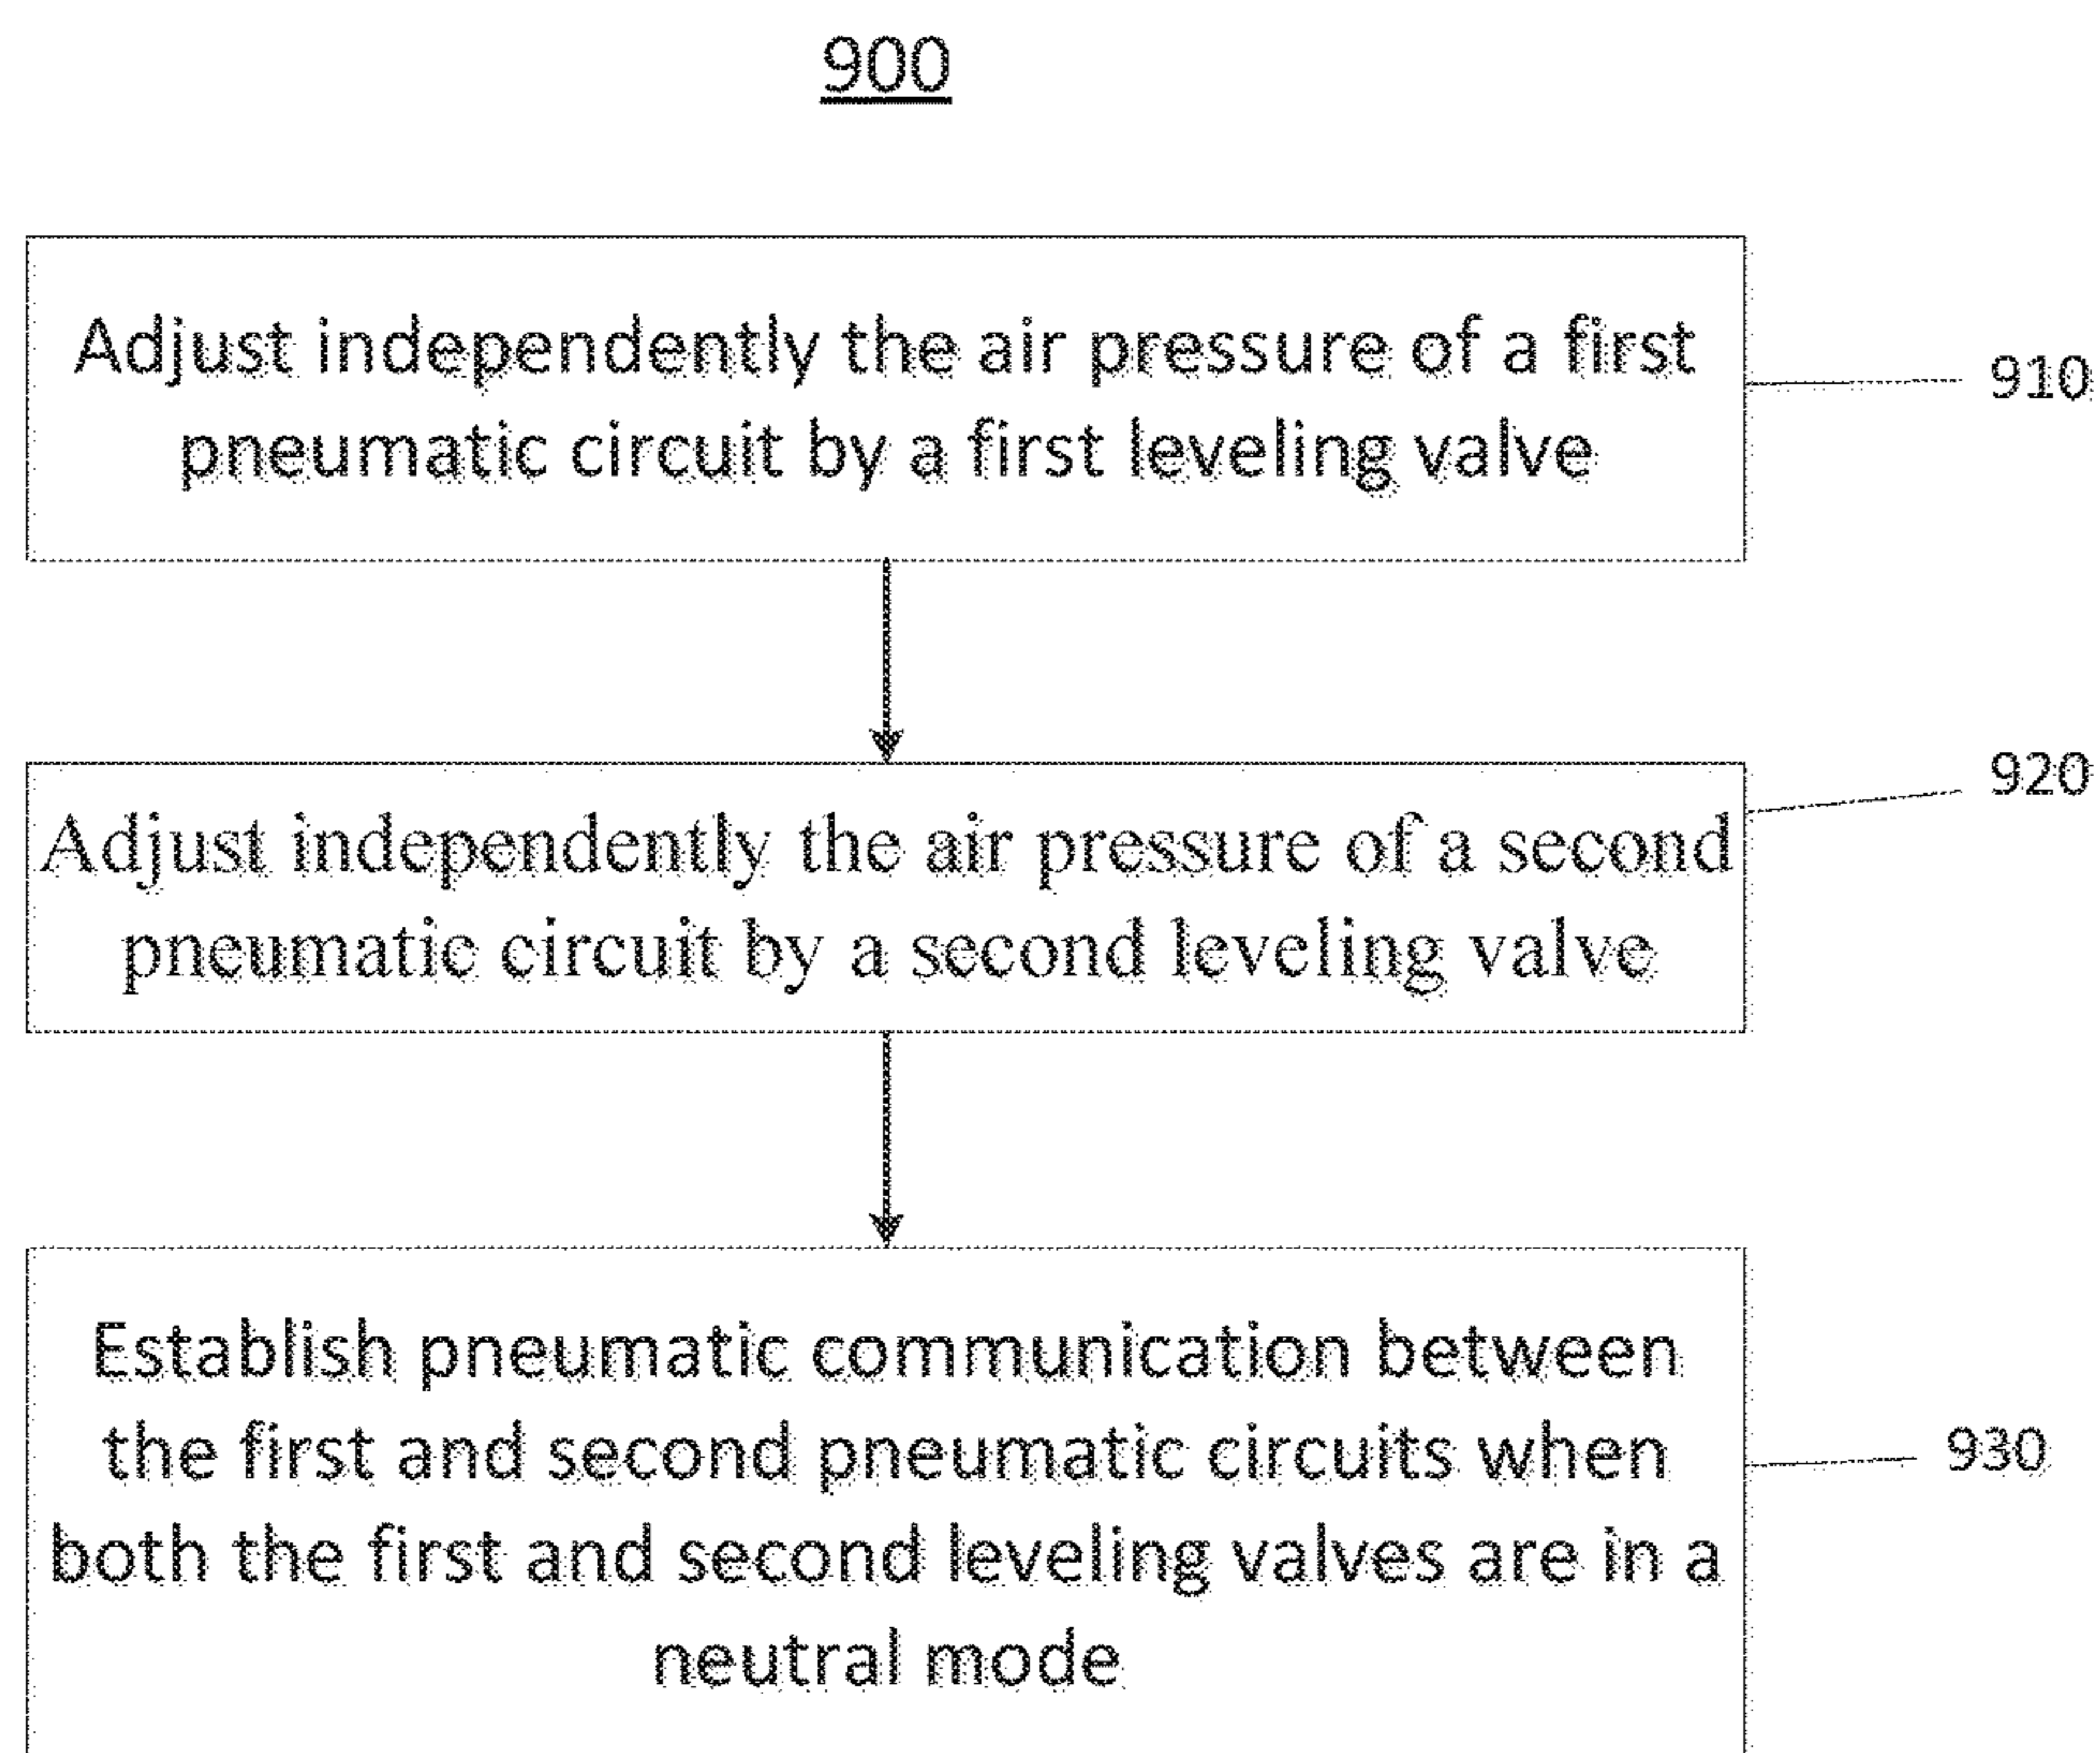 900
Adjust independently the air pressure of a first
pneumatic circuit by a first leveling valve
910
920
Adjust independently the air pressure of a second
pneumatic circuit by a second leveling valve
Establish pneumatic communication between
the first and second pneumatic circuits when
both the first and second leveling valves are in a
neutral mode
930